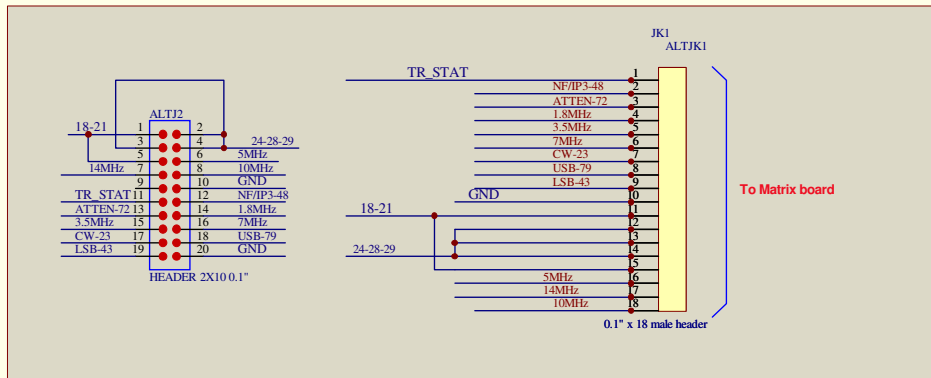 JK1
ALTJK1
TR_STAT 1
NF/IP3-48 2
ATTEN-72 3
1.8MHz 4
3.5MHz 5
7MHz 6
CW-23 7
USB-79 8
LSB-43 9
GND 10
18-21 11
12
13
24-28-29 14
15
5MHz 16
14MHz 17
10MHz 18
0.1" x 18 male header
To Matrix board
ALTJ2
18-21 1 2
3 4 24-28-29
5 6 5MHz
14MHz 7 8 10MHz
9 10 GND
TR_STAT 11 12 NF/IP3-48
ATTEN-72 13 14 1.8MHz
3.5MHz 15 16 7MHz
CW-23 17 18 USB-79
LSB-43 19 20 GND
HEADER 2X10 0.1"